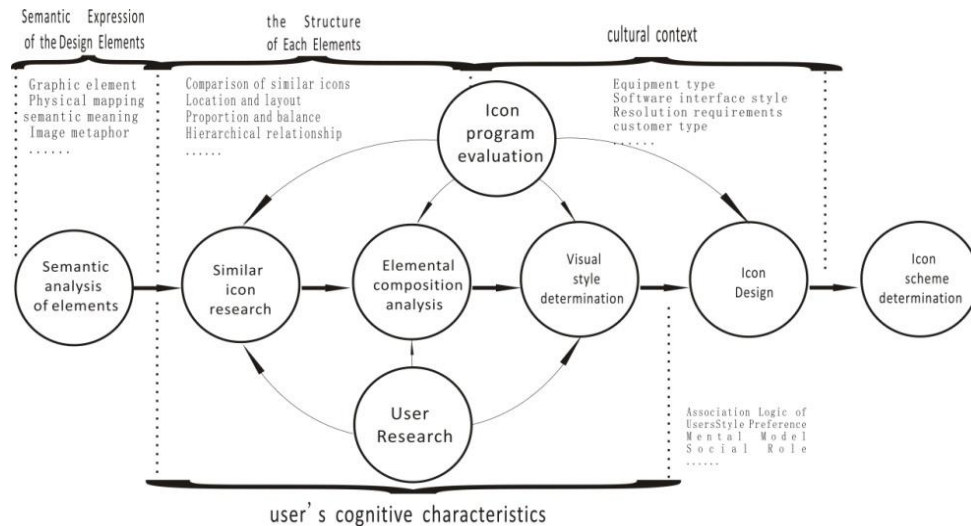 Semantic Expression
of the Design Elements
the Structure
of Each Elements
cultural context
Graphic element
Physical mapping
semantic meaning
Image metaphor
......
Comparison of similar icons
Location and layout
Proportion and balance
Hierarchical relationship
......
Icon
program
evaluation
Equipment type
Software interface style
Resolution requirements
customer type
......
Semantic
analysis
of elements
Similar
icon
research
Elemental
composition
analysis
Visual
style
determination
Icon
Design
Icon
scheme
determination
User
Research
Association Logic of
UsersStyle Preference
Mental Model
Social Role
......
user's cognitive characteristics